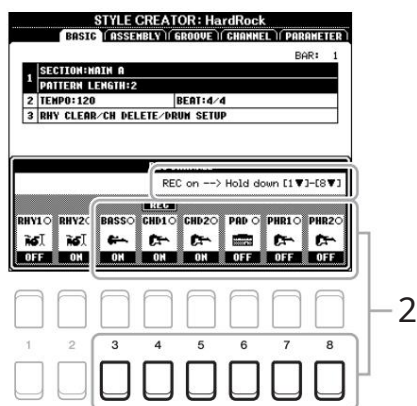 STYLE CREATOR: HardRock
BASIC ASSEMBLY GROOVE CHANNEL PARAMETER
BAR: 1
1 SECTION:MAIN A
PATTERN LENGTH:2
2 TEMPO:120 BEAT:4/4
3 RHY CLEAR/CH DELETE/DRUM SETUP
REC on --> Hold down [1▼]-[8▼]
REC
RHY1 RHY2 BASS CHD1 CHD2 PAD PHR1 PHR2
OFF ON ON ON ON OFF OFF OFF
2
1 2 3 4 5 6 7 8